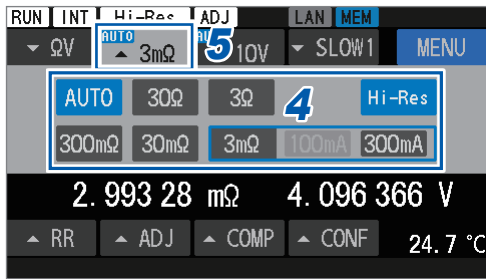 RUN INT Hi-Res ADJ LAN MEM
ΩV AUTO 3mΩ 5 10V SLOW1 MENU
AUTO 30Ω 3Ω 4 Hi-Res
300mΩ 30mΩ 3mΩ 100mA 300mA
2.993 28 mΩ 4.096 366 V
RR ADJ COMP CONF 24.7 °C